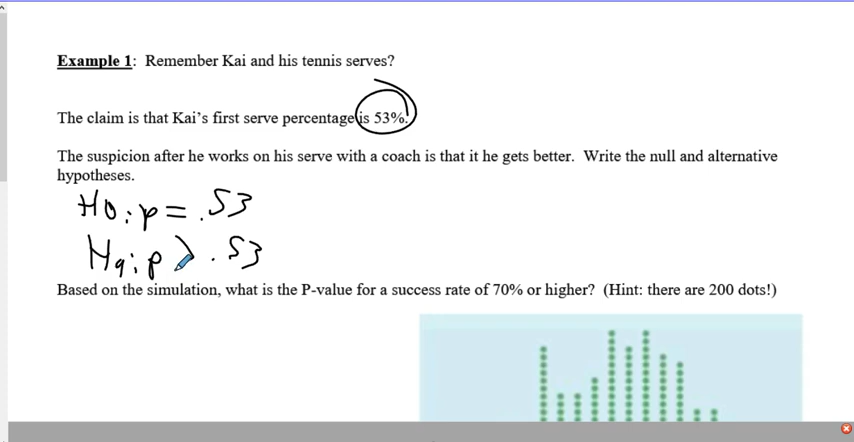 Example 1: Remember Kai and his tennis serves?
The claim is that Kai's first serve percentage is 53%.
The suspicion after he works on his serve with a coach is that it he gets better. Write the null and alternative
hypotheses.
H0: p = .53
Ha: p > .53
Based on the simulation, what is the P-value for a success rate of 70% or higher? (Hint: there are 200 dots!)